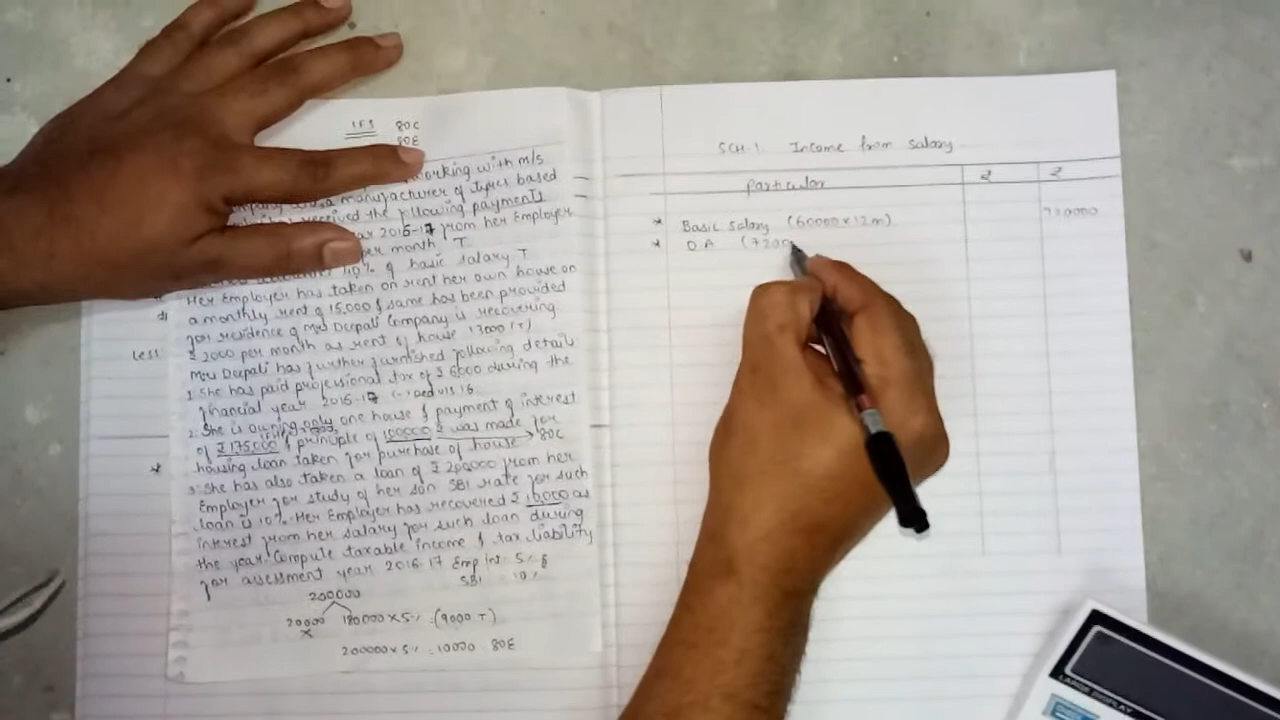 IFS 80C
80E
working with m/s
a manufacturer of tyres based
received the following payments
year 2016-17 from her Employer
per month T
40% of basic salary T
Her Employer has taken on rent her own house on
a monthly rent of 15,000 & same has been provided
for residence of Mrs Deepali Company is recovering
₹ 2000 per month as rent of house 13000 (T)
Less
Mrs Deepali has further furnished following details
1. She has paid professional tax of ₹ 6000 during the
financial year 2016-17 (-) ded u/s 16
2. She is owning only one house & payment of interest
of ₹ 175000 & principle of 100000 ₹ was made for
housing loan taken for purchase of house 80C
3. She has also taken a loan of ₹ 200000 from her
Employer for study of her son SBI rate for such
loan is 10%. Her Employer has recovered ₹ 10,000 as
interest from her salary for such loan during
the year. Compute taxable income & tax liability
for assessment year 2016-17 Emp Int 5%
SBI 10%
200000
20000 180000 x 5% = (9000 T)
X
200000 x 5% = 10000 80E
SCH 1. Income from salary
particular ₹ ₹
* Basic salary (60000 x 12m) 720000
* D.A (7200
LARGE DISPLAY